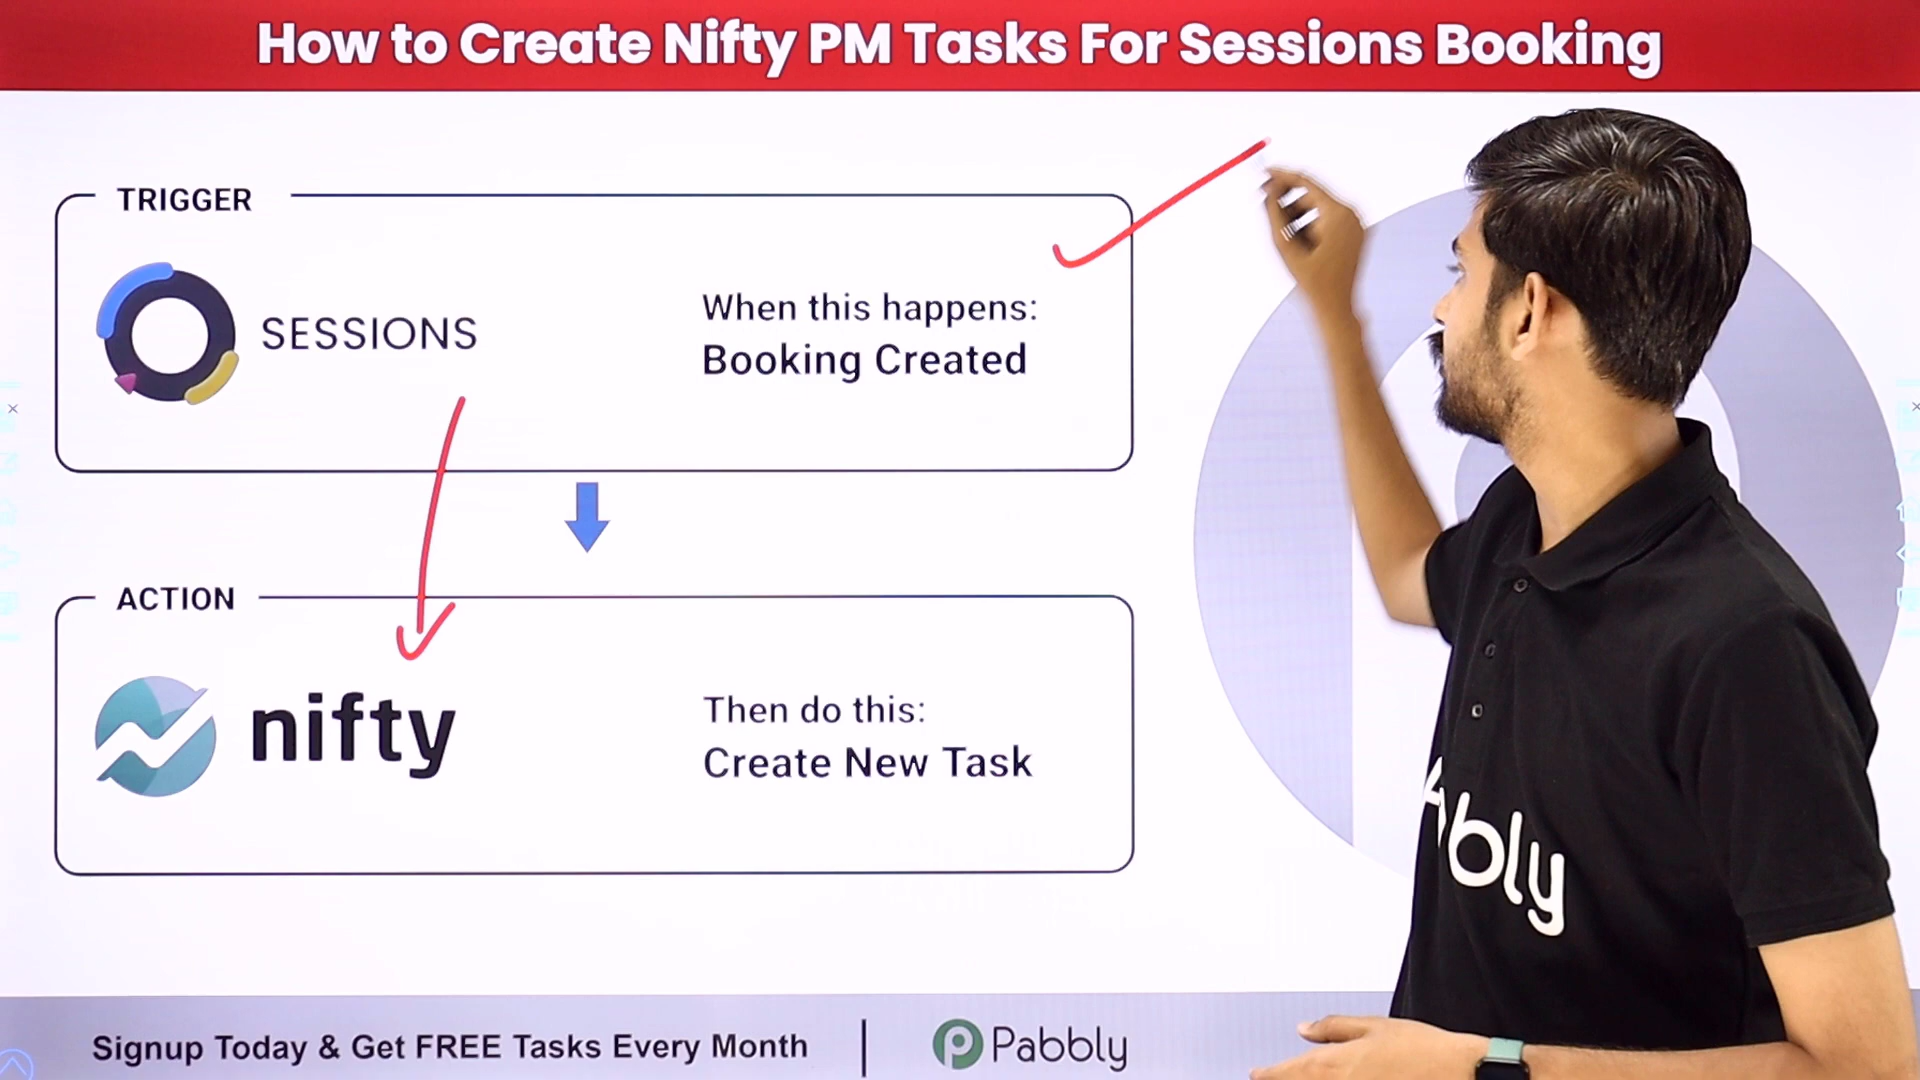 How to Create Nifty PM Tasks For Sessions Booking
TRIGGER
SESSIONS
When this happens:
Booking Created
ACTION
nifty
Then do this:
Create New Task
bbly
Signup Today & Get FREE Tasks Every Month
Pabbly